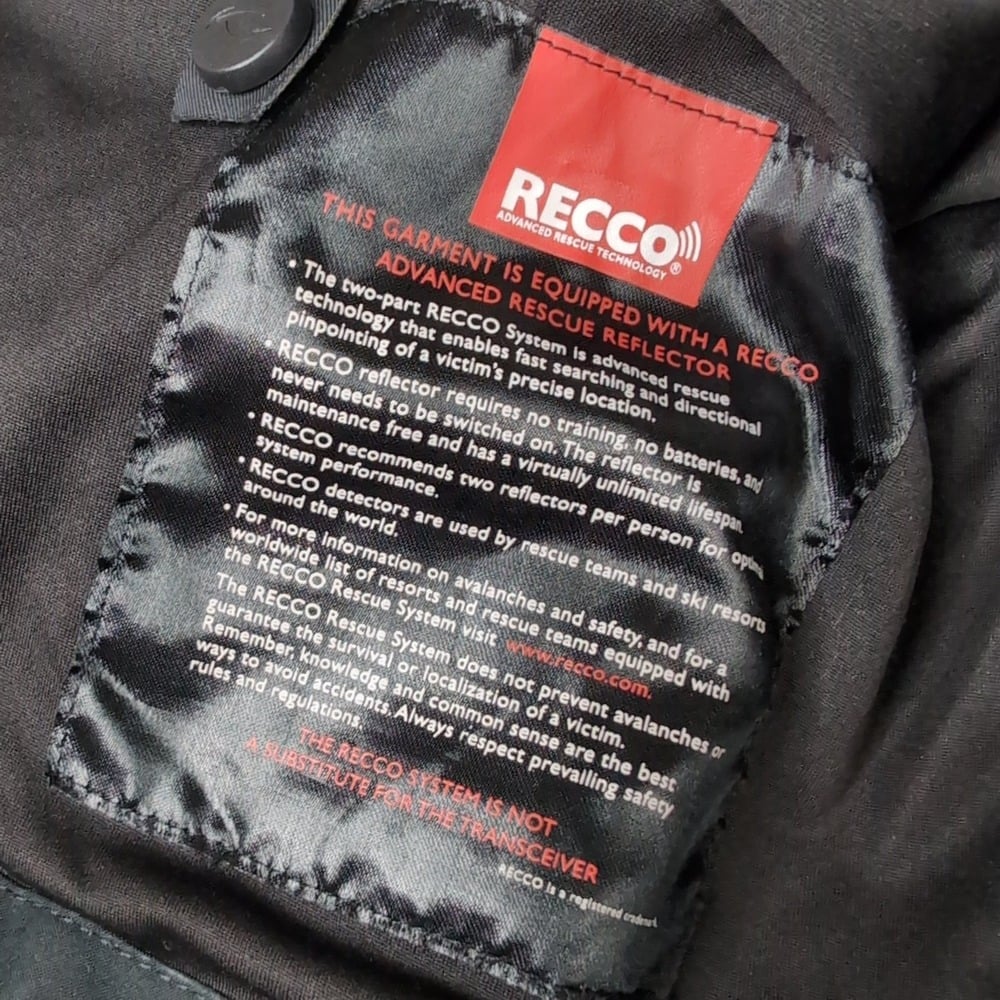 RECCO
ADVANCED RESCUE TECHNOLOGY®
THIS GARMENT IS EQUIPPED WITH A RECCO
ADVANCED RESCUE REFLECTOR
• The two-part RECCO System is advanced rescue
technology that enables fast searching and directional
pinpointing of a victim's precise location.
• RECCO reflector requires no training, no batteries, and
never needs to be switched on. The reflector is
maintenance free and has a virtually unlimited lifespan.
• RECCO recommends two reflectors per person for
system performance.
• RECCO detectors are used by rescue teams and ski resorts
around the world.
• For more information on avalanches and safety, and for a
worldwide list of resorts and rescue teams equipped with
the RECCO Rescue System visit www.recco.com.
The RECCO Rescue System does not prevent avalanches or
guarantee the survival or localization of a victim.
Remember, knowledge and common sense are the best
ways to avoid accidents. Always respect prevailing safety
rules and regulations.
THE RECCO SYSTEM IS NOT
A SUBSTITUTE FOR THE TRANSCEIVER
RECCO is a registered trademark